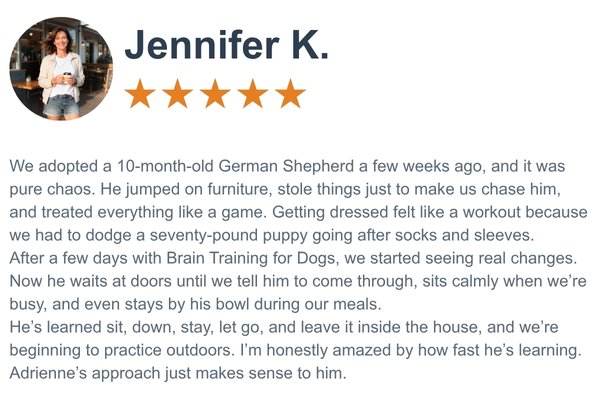 Jennifer K.
We adopted a 10-month-old German Shepherd a few weeks ago, and it was
pure chaos. He jumped on furniture, stole things just to make us chase him,
and treated everything like a game. Getting dressed felt like a workout because
we had to dodge a seventy-pound puppy going after socks and sleeves.
After a few days with Brain Training for Dogs, we started seeing real changes.
Now he waits at doors until we tell him to come through, sits calmly when we’re
busy, and even stays by his bowl during our meals.
He’s learned sit, down, stay, let go, and leave it inside the house, and we’re
beginning to practice outdoors. I’m honestly amazed by how fast he’s learning.
Adrienne’s approach just makes sense to him.